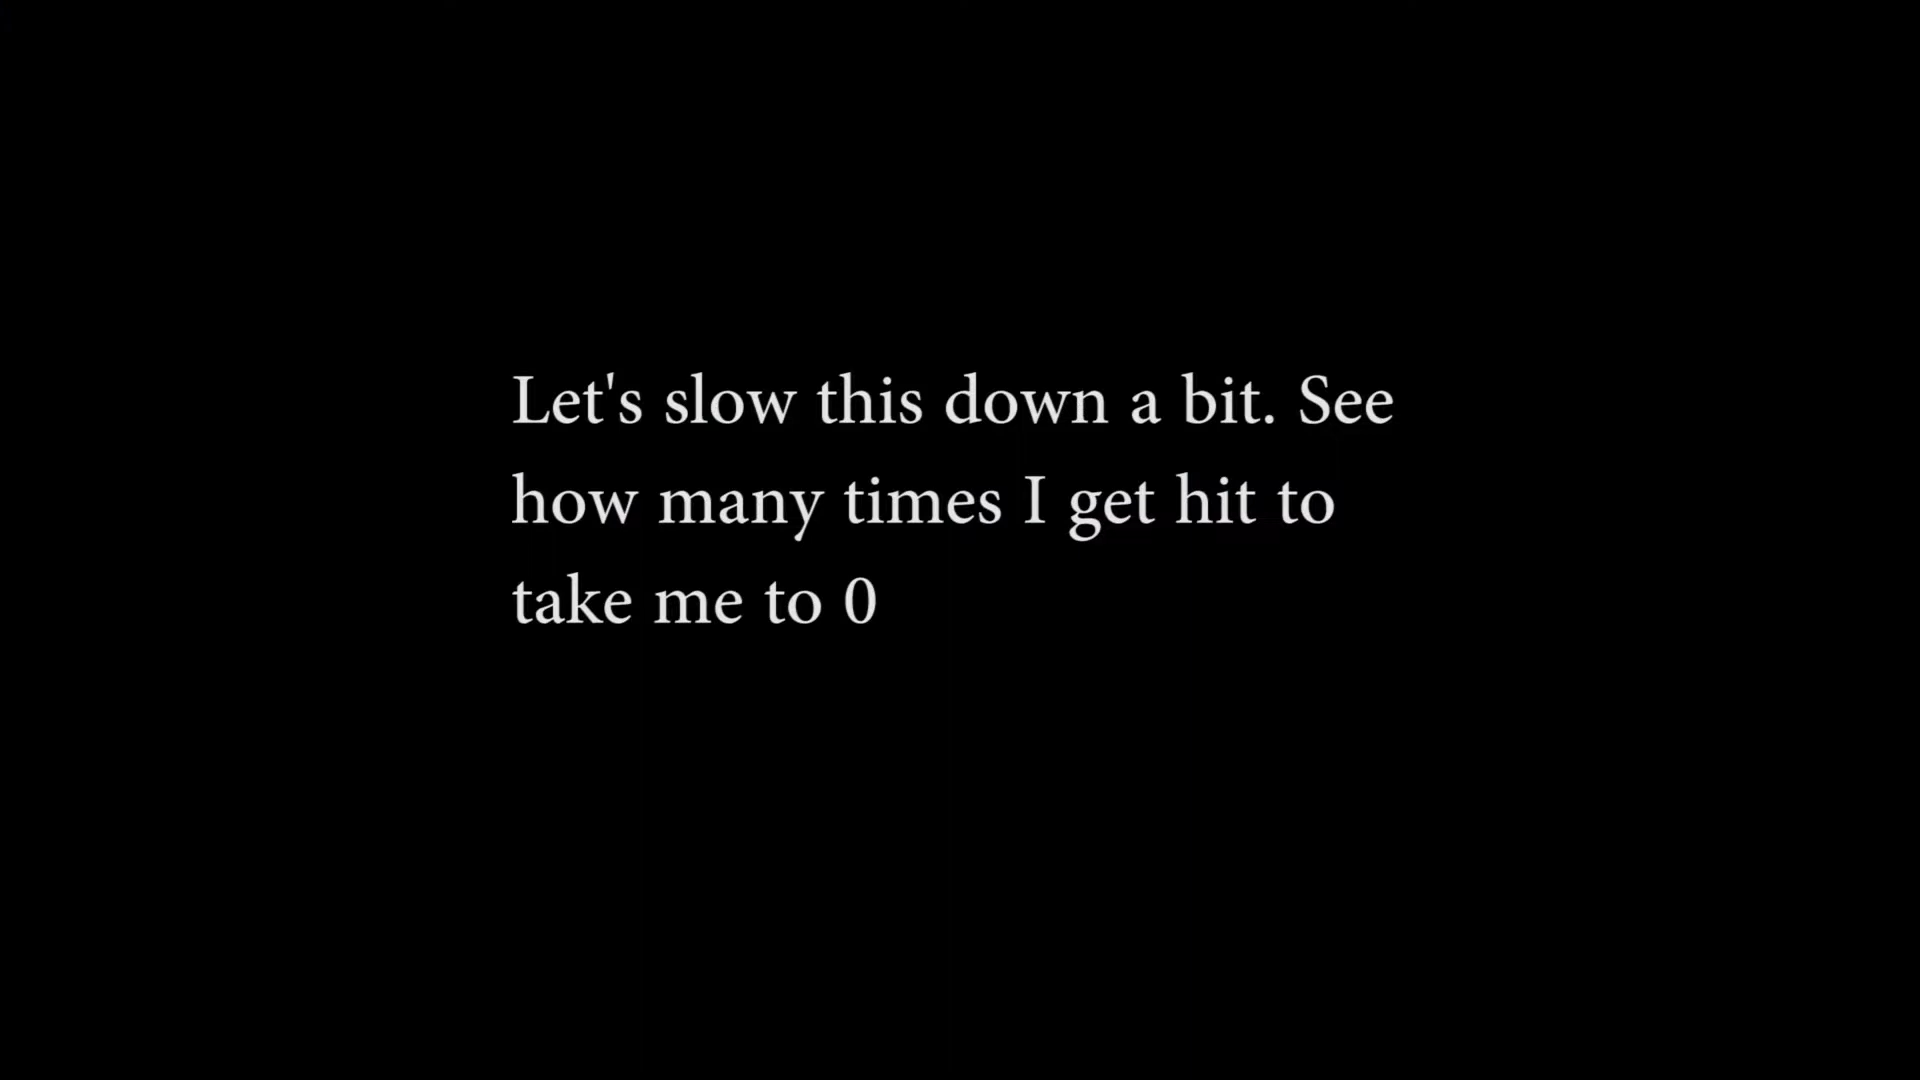 Let's slow this down a bit. See
how many times I get hit to
take me to 0